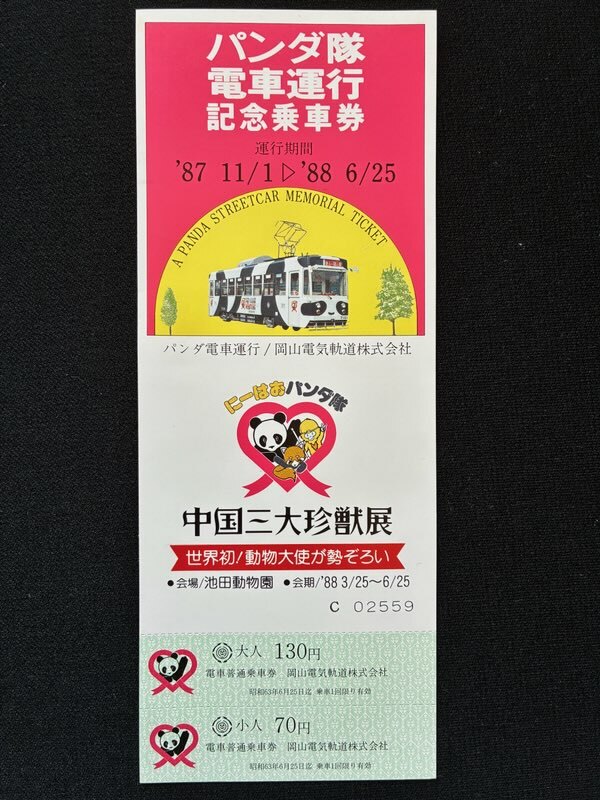 パンダ隊
電車運行
記念乗車券
運行期間
'87 11/1▷'88 6/25
A PANDA STREETCAR MEMORIAL TICKET
パンダ電車運行/岡山電気軌道株式会社
にーはおパンダ隊
中国三大珍獣展
世界初!動物大使が勢ぞろい
●会場/池田動物園 ●会期/'88 3/25〜6/25
C 02559
大人 130円
電車普通乗車券 岡山電気軌道株式会社
昭和63年6月25日迄 乗車1回限り有効
小人 70円
電車普通乗車券 岡山電気軌道株式会社
昭和63年6月25日迄 乗車1回限り有効